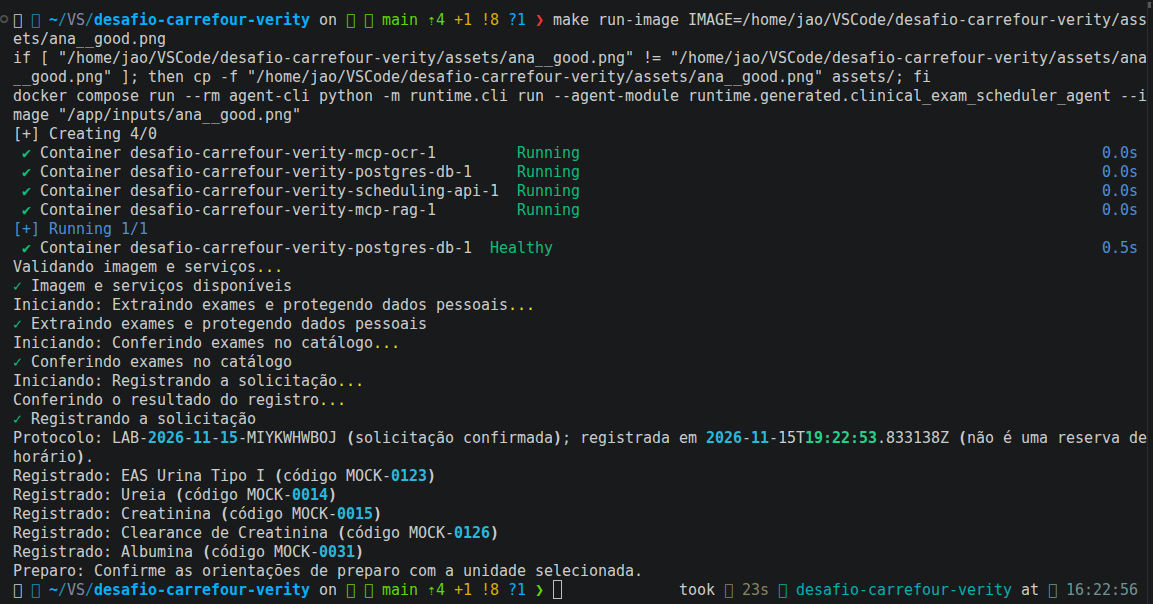 ~/VS/desafio-carrefour-verity on main ⇡4 +1 !8 ?1 ❯ make run-image IMAGE=/home/jao/VSCode/desafio-carrefour-verity/ass
ets/ana__good.png
if [ "/home/jao/VSCode/desafio-carrefour-verity/assets/ana__good.png" != "/home/jao/VSCode/desafio-carrefour-verity/assets/ana
__good.png" ]; then cp -f "/home/jao/VSCode/desafio-carrefour-verity/assets/ana__good.png" assets/; fi
docker compose run --rm agent-cli python -m runtime.cli run --agent-module runtime.generated.clinical_exam_scheduler_agent --i
mage "/app/inputs/ana__good.png"
[+] Creating 4/0
✔ Container desafio-carrefour-verity-mcp-ocr-1 Running 0.0s
✔ Container desafio-carrefour-verity-postgres-db-1 Running 0.0s
✔ Container desafio-carrefour-verity-scheduling-api-1 Running 0.0s
✔ Container desafio-carrefour-verity-mcp-rag-1 Running 0.0s
[+] Running 1/1
✔ Container desafio-carrefour-verity-postgres-db-1 Healthy 0.5s
Validando imagem e serviços...
✓ Imagem e serviços disponíveis
Iniciando: Extraindo exames e protegendo dados pessoais...
✓ Extraindo exames e protegendo dados pessoais
Iniciando: Conferindo exames no catálogo...
✓ Conferindo exames no catálogo
Iniciando: Registrando a solicitação...
Conferindo o resultado do registro...
✓ Registrando a solicitação
Protocolo: LAB-2026-11-15-MIYKWHWBOJ (solicitação confirmada); registrada em 2026-11-15T19:22:53.833138Z (não é uma reserva de
horário).
Registrado: EAS Urina Tipo I (código MOCK-0123)
Registrado: Ureia (código MOCK-0014)
Registrado: Creatinina (código MOCK-0015)
Registrado: Clearance de Creatinina (código MOCK-0126)
Registrado: Albumina (código MOCK-0031)
Preparo: Confirme as orientações de preparo com a unidade selecionada.
~/VS/desafio-carrefour-verity on main ⇡4 +1 !8 ?1 ❯ took 23s desafio-carrefour-verity at 16:22:56